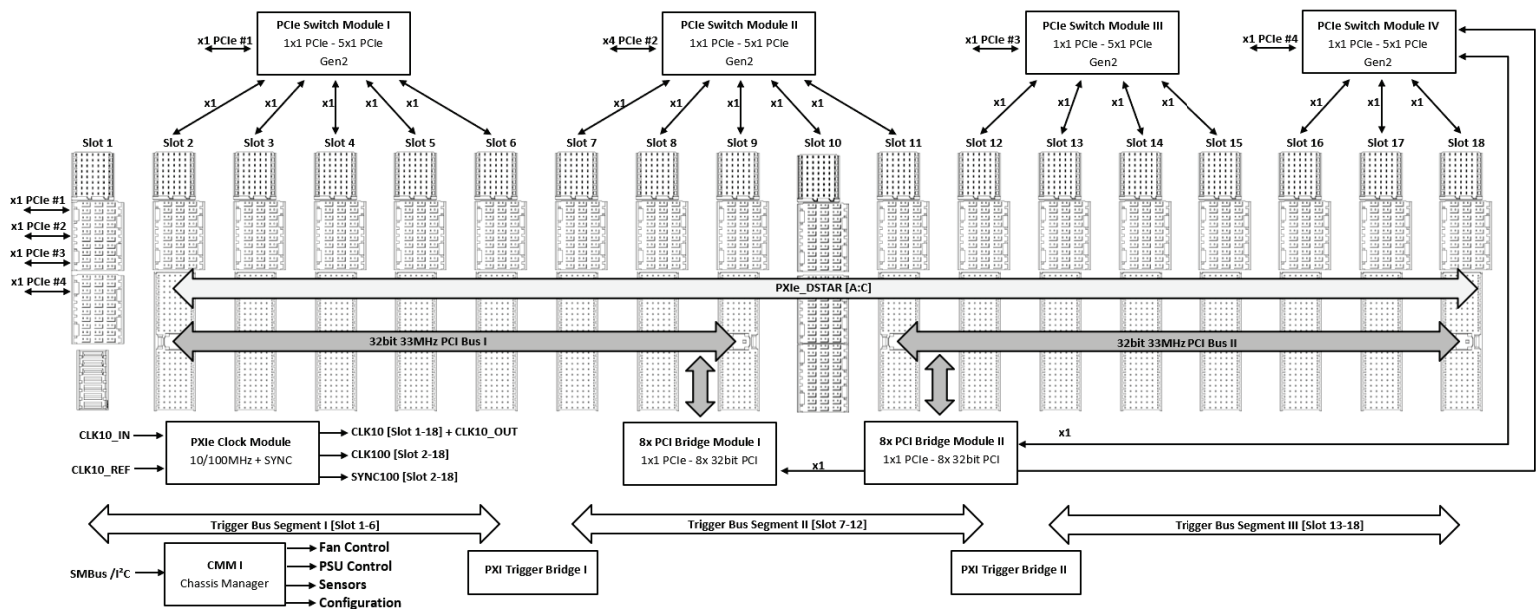 PCIe Switch Module I
1x1 PCIe - 5x1 PCIe
Gen2
x1 PCIe #1
PCIe Switch Module II
1x1 PCIe - 5x1 PCIe
Gen2
x4 PCIe #2
PCIe Switch Module III
1x1 PCIe - 5x1 PCIe
Gen2
x1 PCIe #3
PCIe Switch Module IV
1x1 PCIe - 5x1 PCIe
Gen2
x1 PCIe #4
x1 x1 x1 x1 x1
x1 x1 x1 x1 x1
x1 x1 x1 x1
x1 x1 x1
Slot 1 Slot 2 Slot 3 Slot 4 Slot 5 Slot 6 Slot 7 Slot 8 Slot 9 Slot 10 Slot 11 Slot 12 Slot 13 Slot 14 Slot 15 Slot 16 Slot 17 Slot 18
x1 PCIe #1
x1 PCIe #2
x1 PCIe #3
x1 PCIe #4
PXIe_DSTAR [A:C]
32bit 33MHz PCI Bus I
32bit 33MHz PCI Bus II
CLK10_IN
CLK10_REF
PXIe Clock Module
10/100MHz + SYNC
CLK10 [Slot 1-18] + CLK10_OUT
CLK100 [Slot 2-18]
SYNC100 [Slot 2-18]
8x PCI Bridge Module I
1x1 PCIe - 8x 32bit PCI
x1
8x PCI Bridge Module II
1x1 PCIe - 8x 32bit PCI
x1
Trigger Bus Segment I [Slot 1-6]
Trigger Bus Segment II [Slot 7-12]
Trigger Bus Segment III [Slot 13-18]
SMBus /I²C
CMM I
Chassis Manager
Fan Control
PSU Control
Sensors
Configuration
PXI Trigger Bridge I
PXI Trigger Bridge II